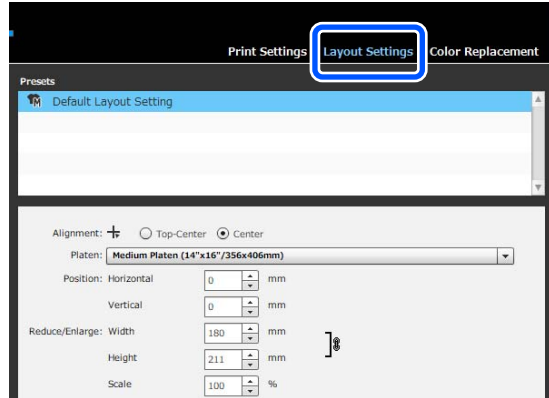 Print Settings Layout Settings Color Replacement
Presets
M Default Layout Setting
Alignment: Top-Center Center
Platen: Medium Platen (14"x16"/356x406mm)
Position: Horizontal 0 mm
Vertical 0 mm
Reduce/Enlarge: Width 180 mm
Height 211 mm
Scale 100 %